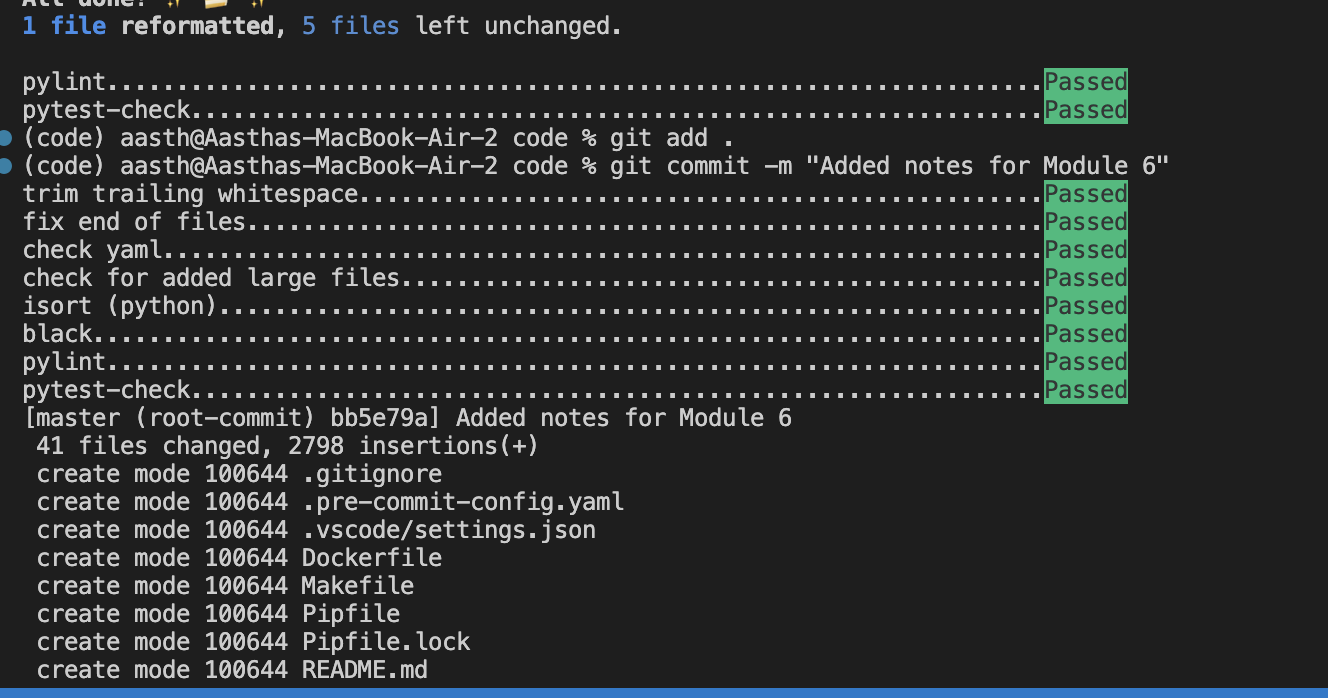 All done! ✨ 🍰 ✨
1 file reformatted, 5 files left unchanged.
pylint...................................................................Passed
pytest-check.............................................................Passed
(code) aasth@Aasthas-MacBook-Air-2 code % git add .
(code) aasth@Aasthas-MacBook-Air-2 code % git commit -m "Added notes for Module 6"
trim trailing whitespace.................................................Passed
fix end of files.........................................................Passed
check yaml...............................................................Passed
check for added large files..............................................Passed
isort (python)...........................................................Passed
black....................................................................Passed
pylint...................................................................Passed
pytest-check.............................................................Passed
[master (root-commit) bb5e79a] Added notes for Module 6
 41 files changed, 2798 insertions(+)
 create mode 100644 .gitignore
 create mode 100644 .pre-commit-config.yaml
 create mode 100644 .vscode/settings.json
 create mode 100644 Dockerfile
 create mode 100644 Makefile
 create mode 100644 Pipfile
 create mode 100644 Pipfile.lock
 create mode 100644 README.md